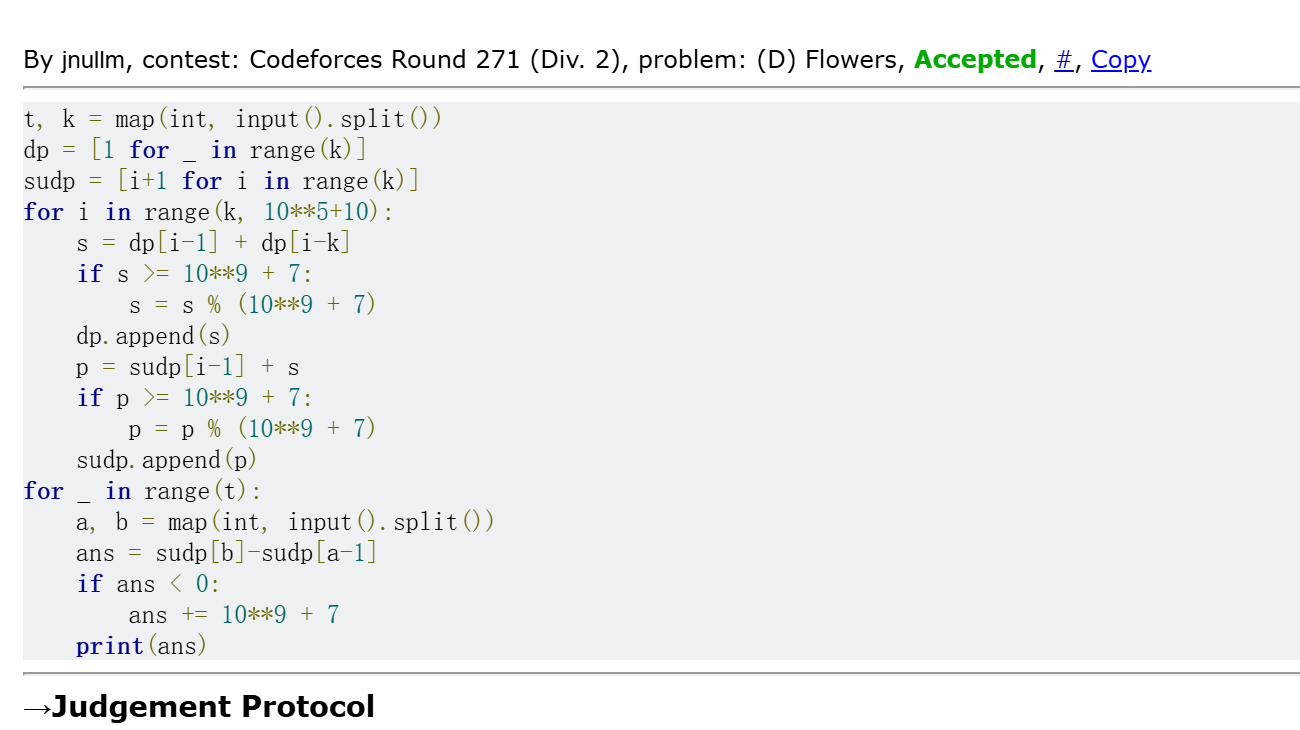 By jnullm, contest: Codeforces Round 271 (Div. 2), problem: (D) Flowers, Accepted, #, Copy
t, k = map(int, input().split())
dp = [1 for _ in range(k)]
sudp = [i+1 for i in range(k)]
for i in range(k, 10**5+10):
    s = dp[i-1] + dp[i-k]
    if s >= 10**9 + 7:
        s = s % (10**9 + 7)
    dp.append(s)
    p = sudp[i-1] + s
    if p >= 10**9 + 7:
        p = p % (10**9 + 7)
    sudp.append(p)
for _ in range(t):
    a, b = map(int, input().split())
    ans = sudp[b]-sudp[a-1]
    if ans < 0:
        ans += 10**9 + 7
    print(ans)
→Judgement Protocol